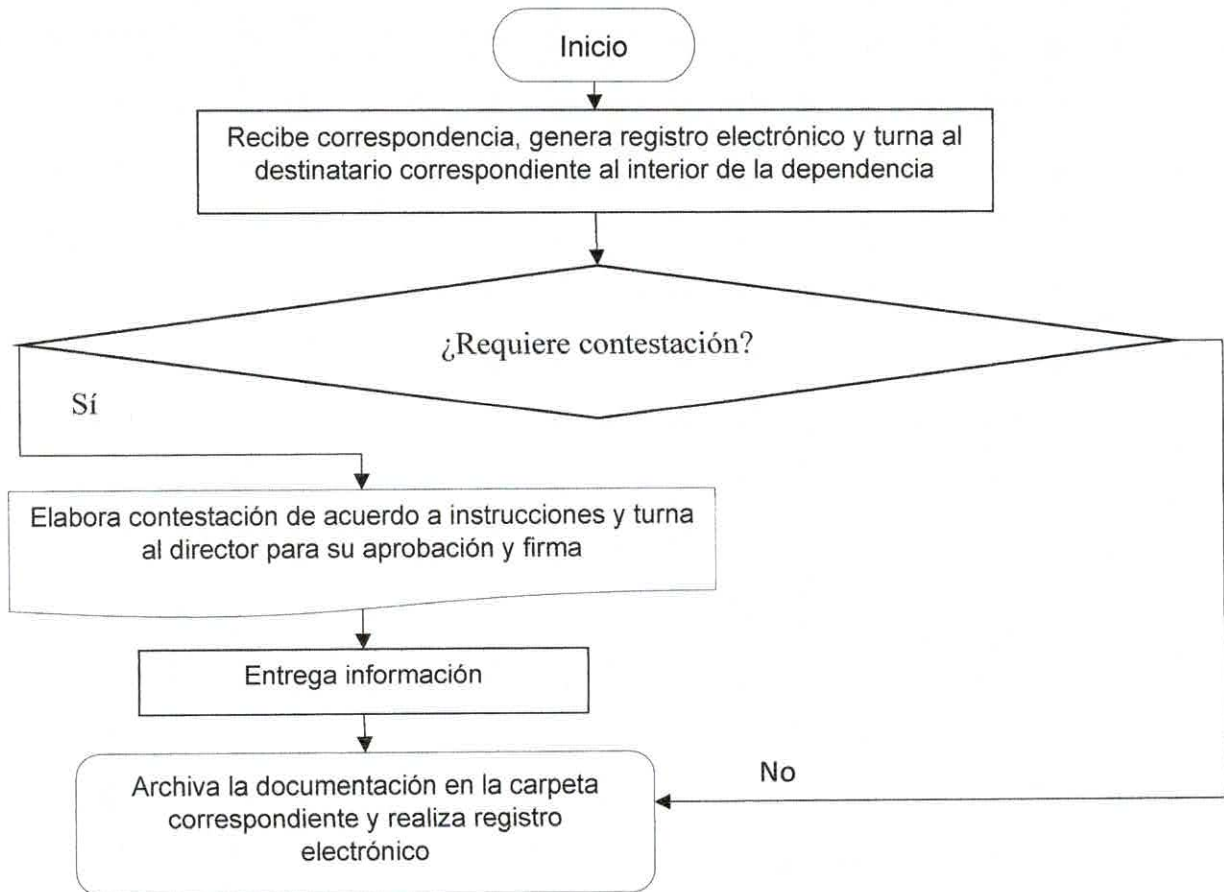 Inicio
Recibe correspondencia, genera registro electrónico y turna al
destinatario correspondiente al interior de la dependencia
¿Requiere contestación?
Sí
Elabora contestación de acuerdo a instrucciones y turna
al director para su aprobación y firma
Entrega información
No
Archiva la documentación en la carpeta
correspondiente y realiza registro
electrónico